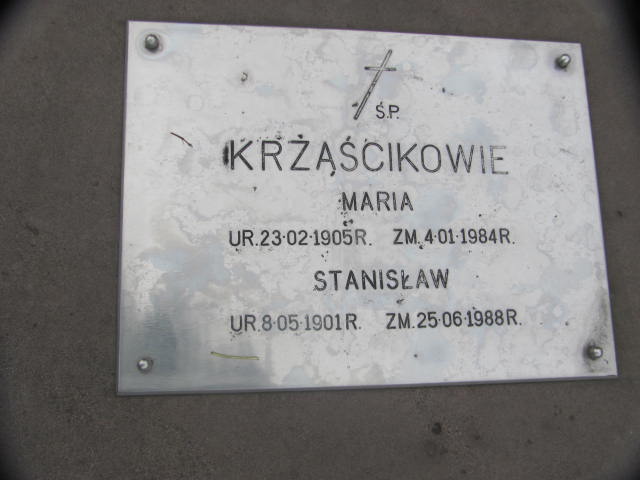 Ś.P.
KRZĄŚCIKOWIE
MARIA
UR.23·02·1905R. ZM.4·01·1984R.
STANISŁAW
UR.8·05·1901R. ZM.25·06·1988R.